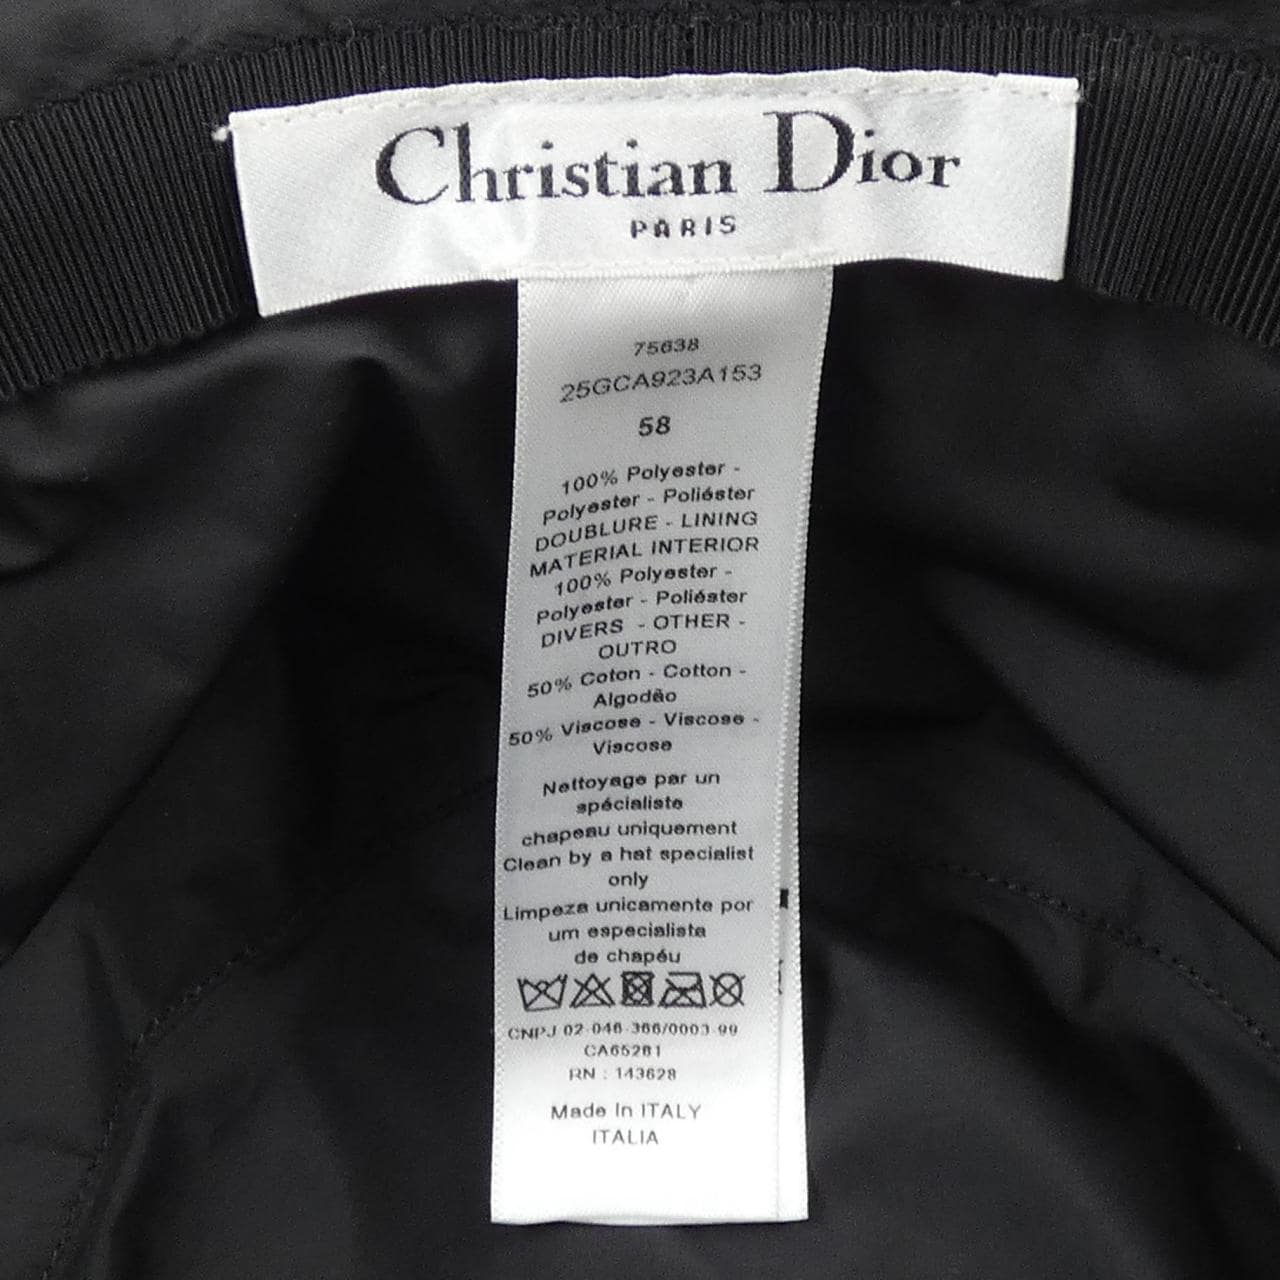 Christian Dior
PARIS
75638
25GCA923A153
58
100% Polyester -
Polyester - Poliéster
DOUBLURE - LINING
MATERIAL INTERIOR
100% Polyester -
Polyester - Poliéster
DIVERS - OTHER -
OUTRO
50% Coton - Cotton -
Algodão
50% Viscose - Viscose -
Viscose
Nettoyage par un
spécialiste
chapeau uniquement
Clean by a hat specialist
only
Limpeza unicamente por
um especialista
de chapéu
CNPJ 02-046-366/0003-99
CA65281
RN : 143628
Made In ITALY
ITALIA